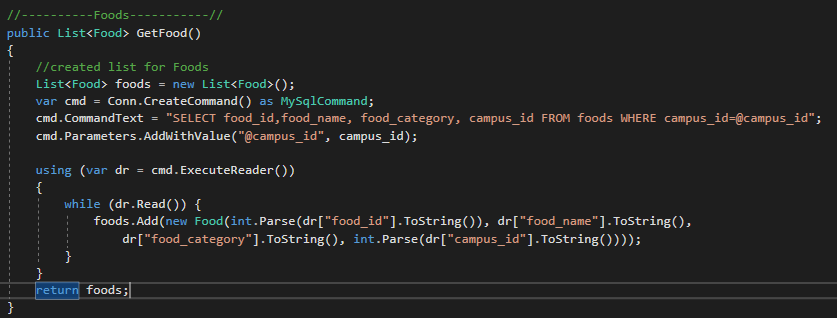 //----------Foods-----------//
public List<Food> GetFood()
{
//created list for Foods
List<Food> foods = new List<Food>();
var cmd = Conn.CreateCommand() as MySqlCommand;
cmd.CommandText = "SELECT food_id,food_name, food_category, campus_id FROM foods WHERE campus_id=@campus_id";
cmd.Parameters.AddWithValue("@campus_id", campus_id);
using (var dr = cmd.ExecuteReader())
{
while (dr.Read()) {
foods.Add(new Food(int.Parse(dr["food_id"].ToString()), dr["food_name"].ToString(),
dr["food_category"].ToString(), int.Parse(dr["campus_id"].ToString())));
}
}
return foods;
}